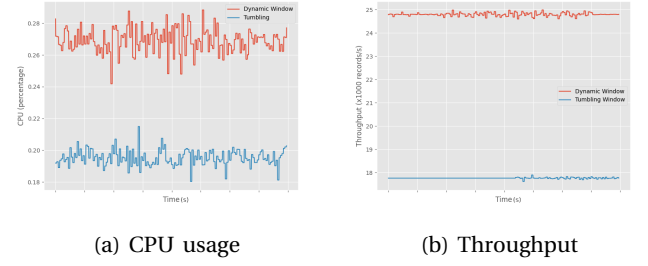 Dynamic Window
Tumbling
0.28
0.26
0.24
0.22
0.20
0.18
CPU (percentage)
Time(s)
(a) CPU usage
25
24
23
22
21
20
19
18
Throughput (x1000 records/s)
Dynamic Window
Tumbling Window
Time(s)
(b) Throughput